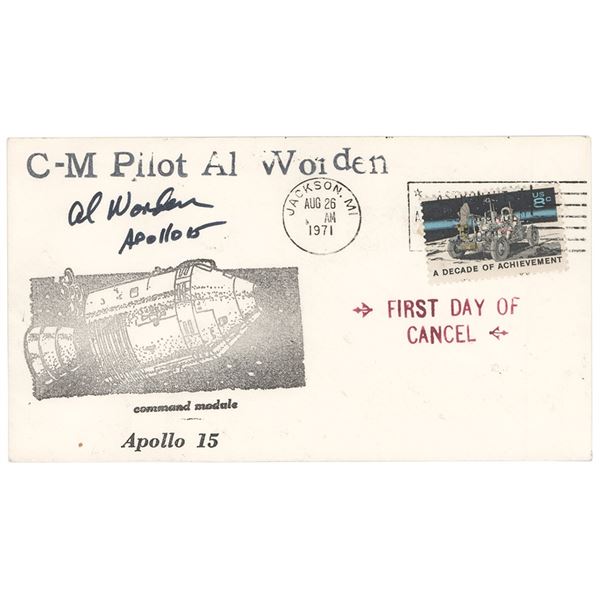 C-M Pilot Al Worden
Al Worden
Apollo 15
JACKSON, MI
AUG 26
AM
1971
US
8c
A DECADE OF ACHIEVEMENT
FIRST DAY OF
CANCEL
command module
Apollo 15